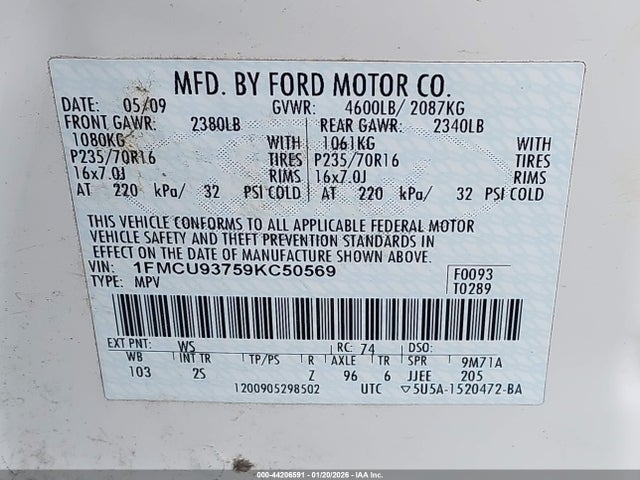 MFD. BY FORD MOTOR CO.
DATE: 05/09 GVWR: 4600LB/ 2087KG
FRONT GAWR: 2380LB REAR GAWR: 2340LB
1080KG WITH 1061KG WITH
P235/70R16 TIRES P235/70R16 TIRES
16x7.0J RIMS 16x7.0J RIMS
AT 220 kPa/ 32 PSI COLD AT 220 kPa/ 32 PSI COLD
THIS VEHICLE CONFORMS TO ALL APPLICABLE FEDERAL MOTOR
VEHICLE SAFETY AND THEFT PREVENTION STANDARDS IN
EFFECT ON THE DATE OF MANUFACTURE SHOWN ABOVE.
VIN: 1FMCU93759KC50569 F0093
TYPE: MPV T0289
EXT PNT: WS RC: 74 DSO:
WB INT TR TP/PS R AXLE TR SPR 9M71A
103 2S Z 96 6 JJEE 205
1200905298502 UTC ▽5U5A-1520472-BA
000-44206591 - 01/20/2026 - IAAI.COM